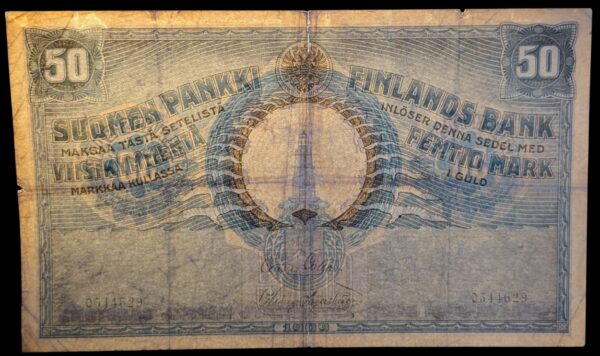 50
50
SUOMEN PANKKI
FINLANDS BANK
MAKSAA TÄSTÄ SETELISTÄ
INLÖSER DENNA SEDEL MED
VIISIKYMMENTÄ
FEMTIO MARK
MARKKAA KULLASSA
I GULD
0514629
0514629
1909